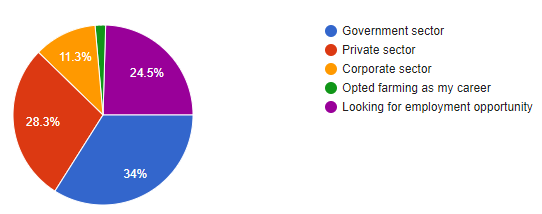 Government sector
Private sector
Corporate sector
Opted farming as my career
Looking for employment opportunity
11.3%
24.5%
28.3%
34%